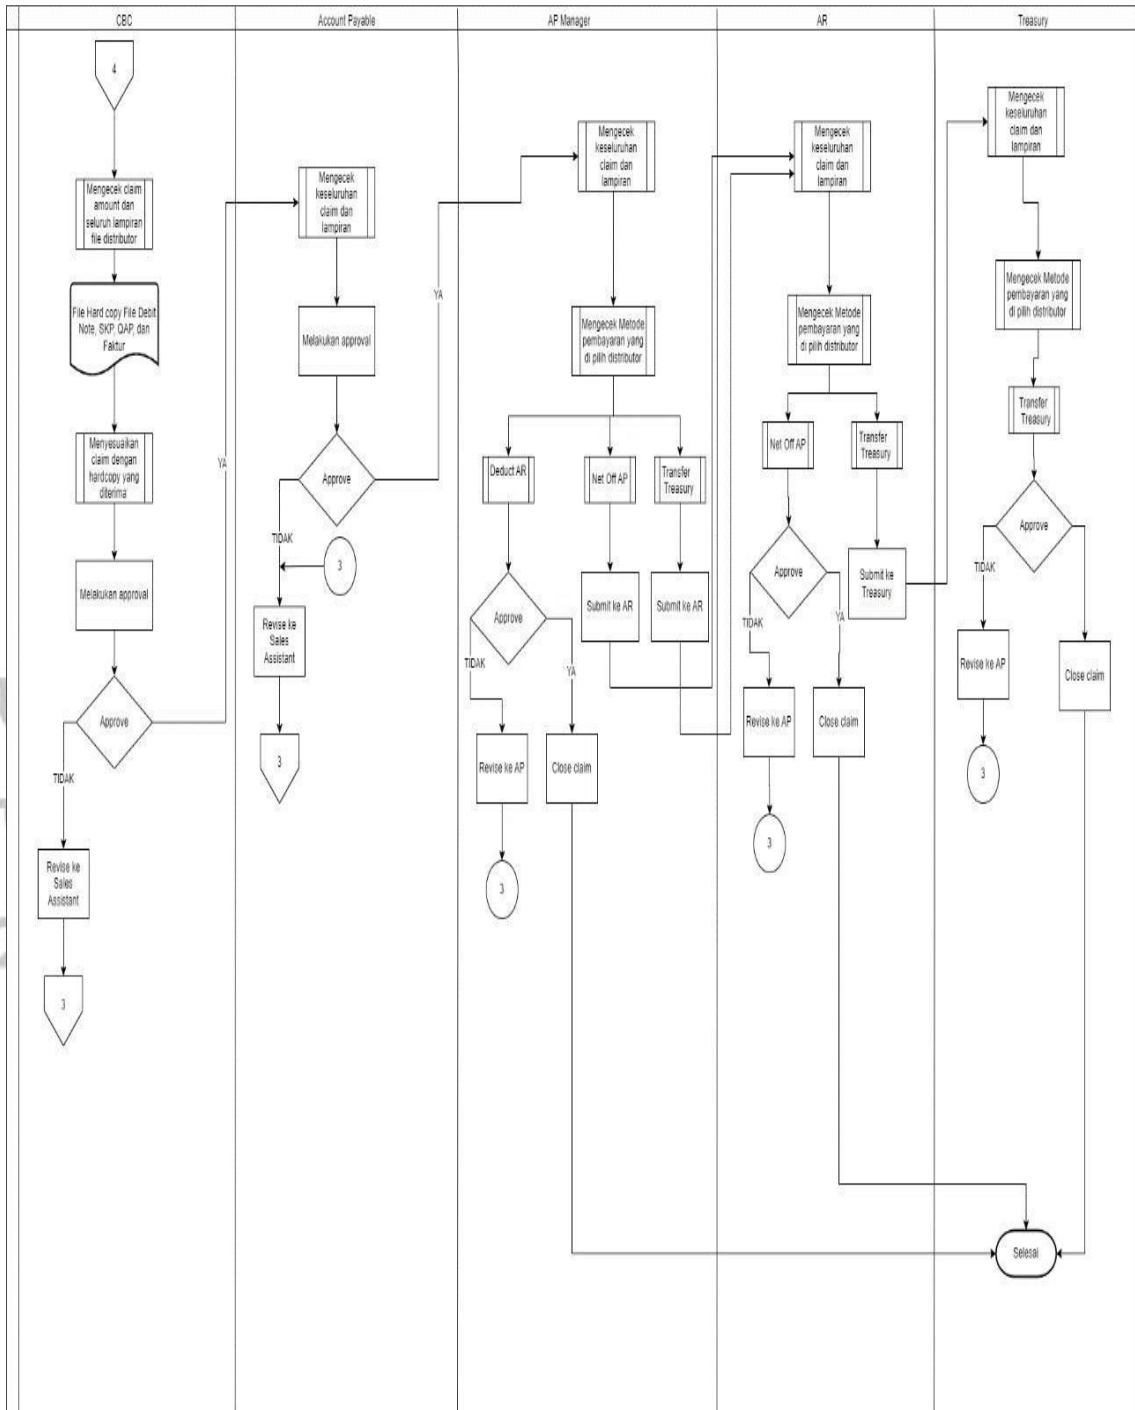 CBC
Account Payable
AP Manager
AR
Treasury
4
Mengecek claim
amount dan
seluruh lampiran
file distributor
File Hard copy File Debit
Note, SKP, QAP, dan
Faktur
Menyesuaikan
claim dengan
hardcopy yang
diterima
Melakukan approval
Approve
YA
TIDAK
Revise ke
Sales
Assistant
3
Mengecek
keseluruhan
claim dan
lampiran
Melakukan
approval
Approve
YA
TIDAK
3
Revise ke
Sales
Assistant
3
Mengecek
keseluruhan
claim dan
lampiran
Mengecek Metode
pembayaran yang
di pilih distributor
Deduct AR
Net Off AP
Transfer
Treasury
Approve
Submit ke AR
Submit ke AR
TIDAK
YA
Revise ke AP
Close claim
3
Mengecek
keseluruhan
claim dan
lampiran
Mengecek Metode
pembayaran yang
di pilih distributor
Net Off AP
Transfer
Treasury
Approve
Submit ke
Treasury
TIDAK
YA
Revise ke AP
Close claim
3
Mengecek
keseluruhan
claim dan
lampiran
Mengecek Metode
pembayaran yang
di pilih distributor
Transfer
Treasury
Approve
TIDAK
Revise ke AP
Close claim
3
Selesai